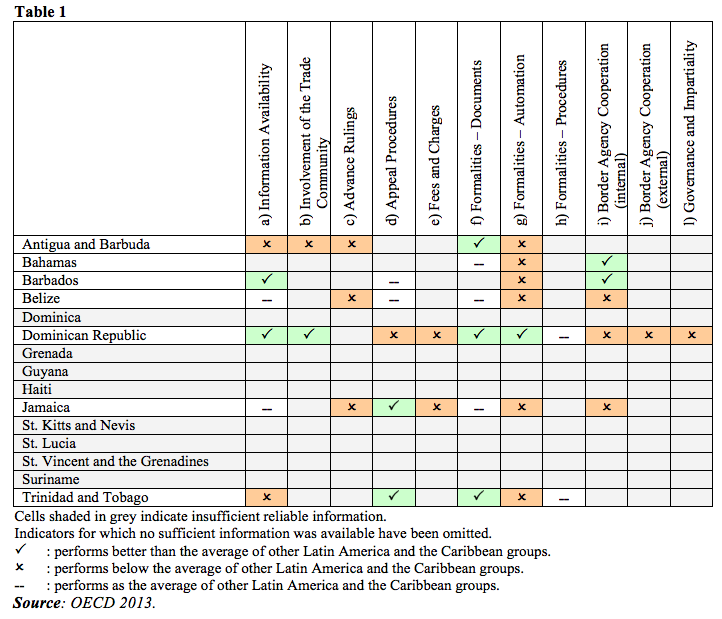 Table 1
a) Information Availability
b) Involvement of the Trade
Community
c) Advance Rulings
d) Appeal Procedures
e) Fees and Charges
f) Formalities – Documents
g) Formalities – Automation
h) Formalities – Procedures
i) Border Agency Cooperation
(internal)
j) Border Agency Cooperation
(external)
l) Governance and Impartiality
Antigua and Barbuda × × × ✓ ×
Bahamas -- × ✓
Barbados ✓ -- × ✓
Belize -- × -- -- × ×
Dominica
Dominican Republic ✓ ✓ × × ✓ ✓ -- × × ×
Grenada
Guyana
Haiti
Jamaica -- × ✓ × -- × ×
St. Kitts and Nevis
St. Lucia
St. Vincent and the Grenadines
Suriname
Trinidad and Tobago × ✓ ✓ × --
Cells shaded in grey indicate insufficient reliable information.
Indicators for which no sufficient information was available have been omitted.
✓ : performs better than the average of other Latin America and the Caribbean groups.
× : performs below the average of other Latin America and the Caribbean groups.
-- : performs as the average of other Latin America and the Caribbean groups.
Source: OECD 2013.